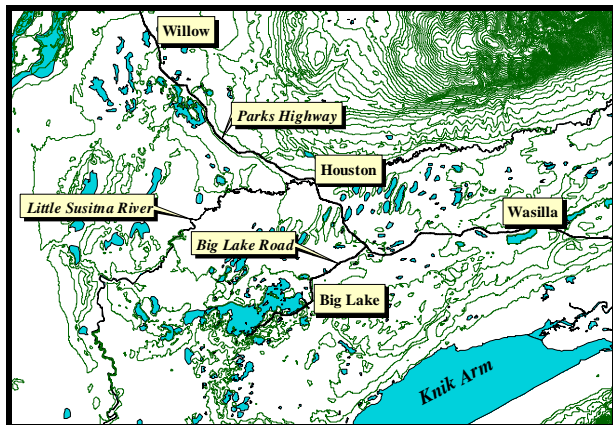 Willow
Parks Highway
Houston
Little Susitna River
Wasilla
Big Lake Road
Big Lake
Knik Arm